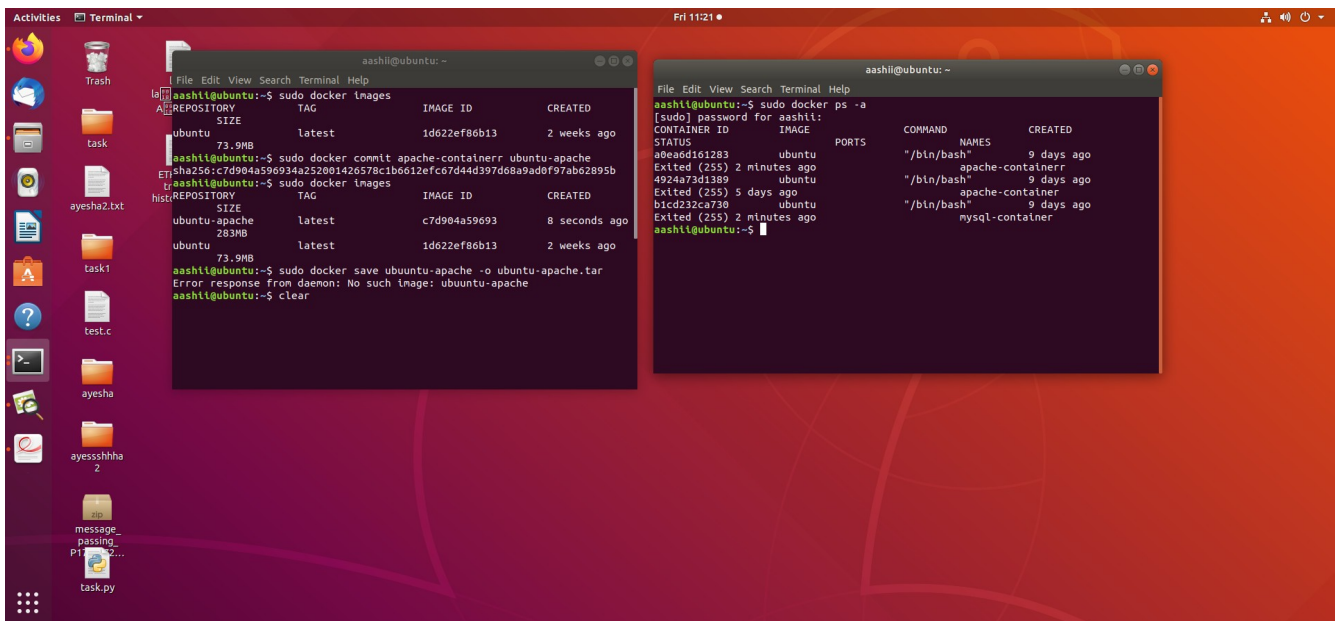 Activities Terminal Fri 11:21
Trash
task
ayesha2.txt
task1
test.c
ayesha
ayessshhha
2
zip
message_
passing_
task.py
aashii@ubuntu: ~
File Edit View Search Terminal Help
aashii@ubuntu:~$ sudo docker images
REPOSITORY TAG IMAGE ID CREATED
SIZE
ubuntu latest 1d622ef86b13 2 weeks ago
73.9MB
aashii@ubuntu:~$ sudo docker commit apache-containerr ubuntu-apache
sha256:c7d904a596934a252001426578c1b6612efc67d44d397d68a9ad0f97ab62895b
aashii@ubuntu:~$ sudo docker images
REPOSITORY TAG IMAGE ID CREATED
SIZE
ubuntu-apache latest c7d904a59693 8 seconds ago
283MB
ubuntu latest 1d622ef86b13 2 weeks ago
73.9MB
aashii@ubuntu:~$ sudo docker save ubuuntu-apache -o ubuntu-apache.tar
Error response from daemon: No such image: ubuuntu-apache
aashii@ubuntu:~$ clear
aashii@ubuntu: ~
File Edit View Search Terminal Help
aashii@ubuntu:~$ sudo docker ps -a
[sudo] password for aashii:
CONTAINER ID IMAGE COMMAND CREATED
STATUS PORTS NAMES
a0ea6d161283 ubuntu "/bin/bash" 9 days ago
Exited (255) 2 minutes ago apache-containerr
4924a73d1389 ubuntu "/bin/bash" 9 days ago
Exited (255) 5 days ago apache-container
b1cd232ca730 ubuntu "/bin/bash" 9 days ago
Exited (255) 2 minutes ago mysql-container
aashii@ubuntu:~$